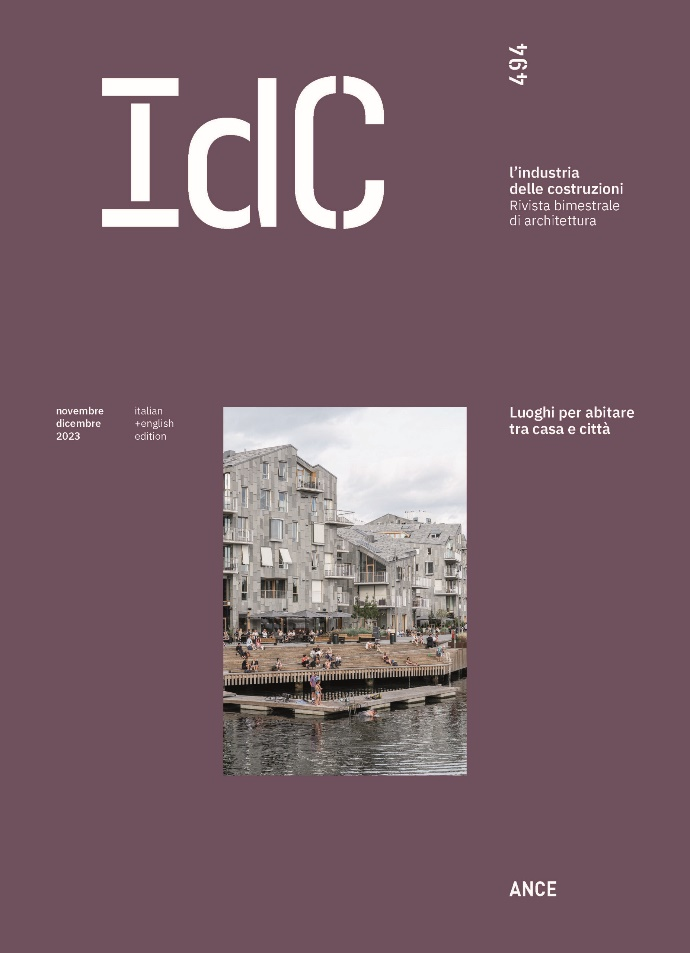 IdC
494
l'industria
delle costruzioni
Rivista bimestrale
di architettura
novembre
dicembre
2023
italian
+english
edition
Luoghi per abitare
tra casa e città
ANCE